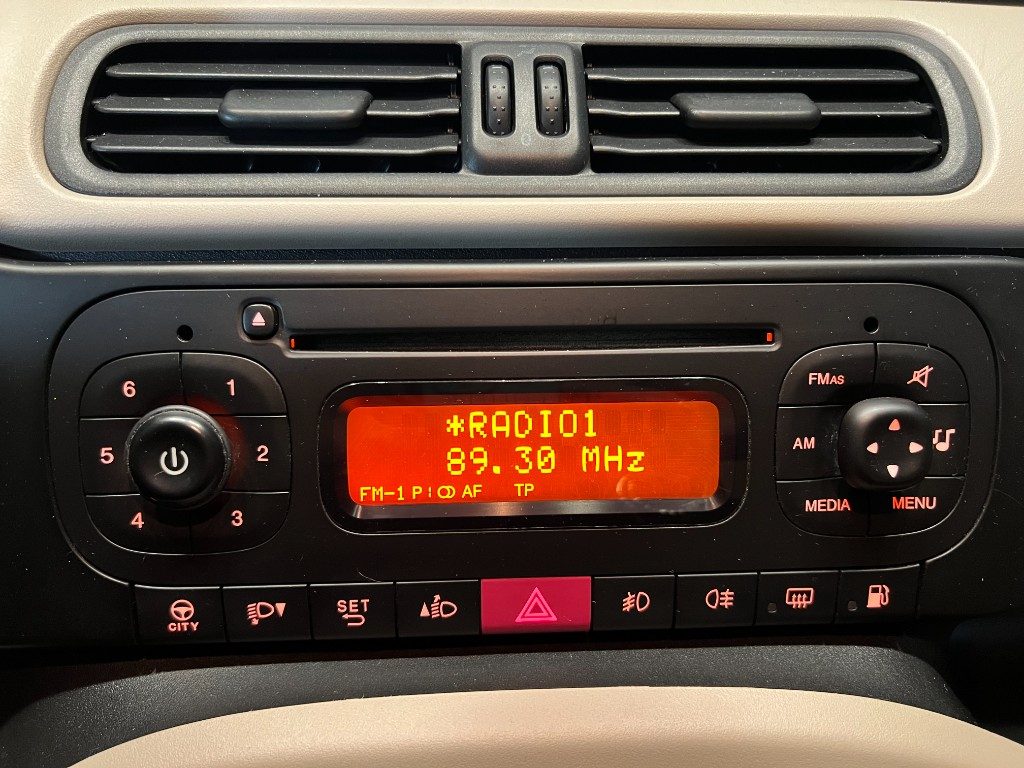 6 1
5 2
4 3
*RADIO1
89.30 MHz
FM-1 P: AF TP
FMAS
AM
MEDIA MENU
CITY
SET